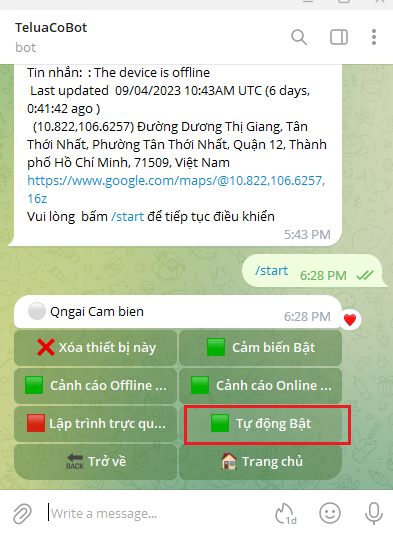 TeluaCoBot
bot
Tin nhắn:  : The device is offline
Last updated  09/04/2023 10:43AM UTC (6 days,
0:41:42 ago )
(10.822,106.6257) Đường Dương Thị Giang, Tân
Thới Nhất, Phường Tân Thới Nhất, Quận 12, Thành
phố Hồ Chí Minh, 71509, Việt Nam
https://www.google.com/maps/@10.822,106.6257,
16z
Vui lòng  bấm /start để tiếp tục điều khiển
5:43 PM
/start 6:28 PM
Qngai Cam bien 6:28 PM
Xóa thiết bị này
Cảm biến Bật
Cảnh cáo Offline ...
Cảnh cáo Online ...
Lập trình trực qu...
Tự động Bật
BACK Trở về
Trang chủ
Write a message...
1d